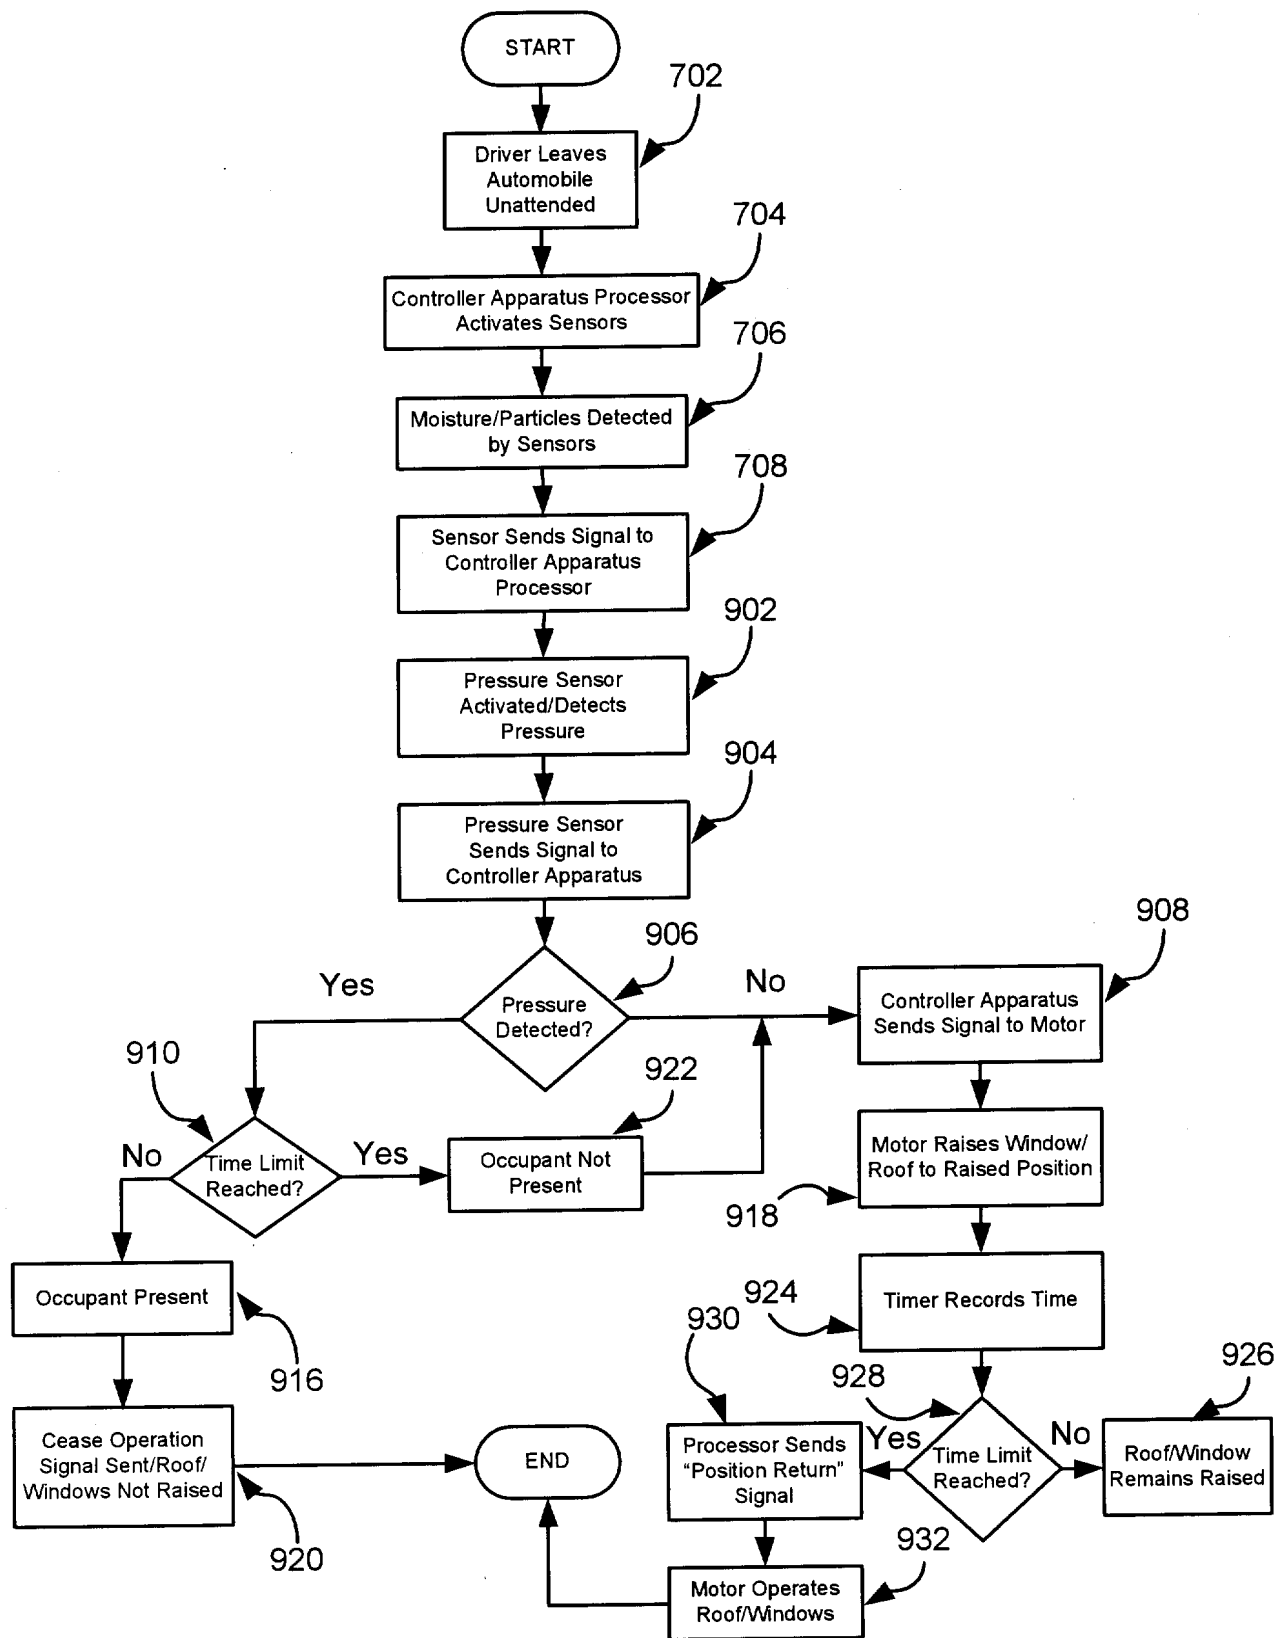 START
702
Driver Leaves
Automobile
Unattended
704
Controller Apparatus Processor
Activates Sensors
706
Moisture/Particles Detected
by Sensors
708
Sensor Sends Signal to
Controller Apparatus
Processor
902
Pressure Sensor
Activated/Detects
Pressure
904
Pressure Sensor
Sends Signal to
Controller Apparatus
906
Pressure
Detected?
Yes
No
908
Controller Apparatus
Sends Signal to Motor
910
Time Limit
Reached?
No
Yes
922
Occupant Not
Present
Motor Raises Window/
Roof to Raised Position
918
Occupant Present
916
Timer Records Time
924
930
928
926
Cease Operation
Signal Sent/Roof/
Windows Not Raised
920
END
Processor Sends
"Position Return"
Signal
Yes
Time Limit
Reached?
No
Roof/Window
Remains Raised
932
Motor Operates
Roof/Windows